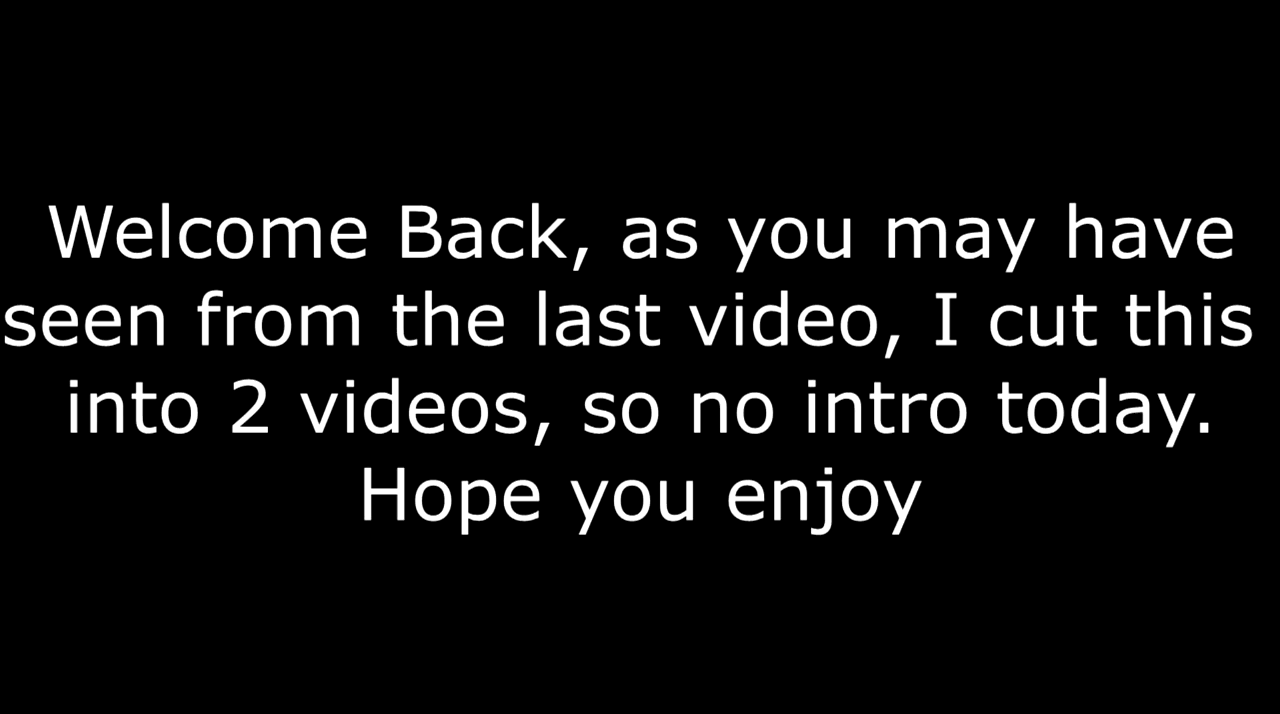 Welcome Back, as you may have
seen from the last video, I cut this
into 2 videos, so no intro today.
Hope you enjoy